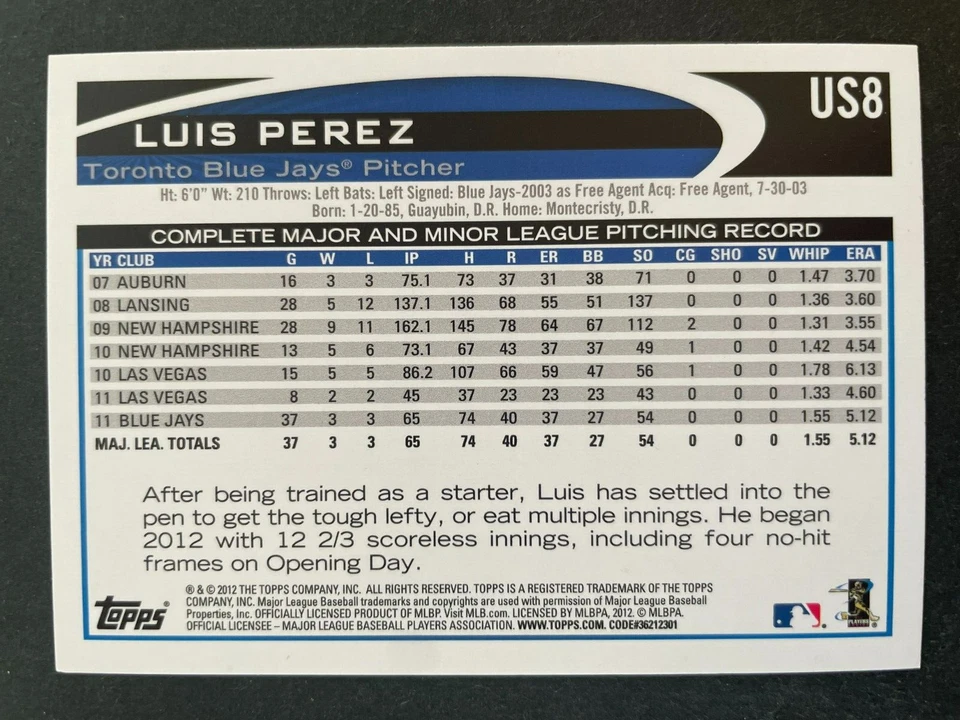 US8
LUIS PEREZ
Toronto Blue Jays® Pitcher
Ht: 6'0" Wt: 210 Throws: Left Bats: Left Signed: Blue Jays-2003 as Free Agent Acq: Free Agent, 7-30-03
Born: 1-20-85, Guayubin, D.R. Home: Montecristy, D.R.
COMPLETE MAJOR AND MINOR LEAGUE PITCHING RECORD
YR CLUB G W L IP H R ER BB SO CG SHO SV WHIP ERA
07 AUBURN 16 3 3 75.1 73 37 31 38 71 0 0 0 1.47 3.70
08 LANSING 28 5 12 137.1 136 68 55 51 137 0 0 0 1.36 3.60
09 NEW HAMPSHIRE 28 9 11 162.1 145 78 64 67 112 2 0 0 1.31 3.55
10 NEW HAMPSHIRE 13 5 6 73.1 67 43 37 37 49 1 0 0 1.42 4.54
10 LAS VEGAS 15 5 5 86.2 107 66 59 47 56 1 0 0 1.78 6.13
11 LAS VEGAS 8 2 2 45 37 23 23 23 43 0 0 0 1.33 4.60
11 BLUE JAYS 37 3 3 65 74 40 37 27 54 0 0 0 1.55 5.12
MAJ. LEA. TOTALS 37 3 3 65 74 40 37 27 54 0 0 0 1.55 5.12
After being trained as a starter, Luis has settled into the
pen to get the tough lefty, or eat multiple innings. He began
2012 with 12 2/3 scoreless innings, including four no-hit
frames on Opening Day.
topps®
® & © 2012 THE TOPPS COMPANY, INC. ALL RIGHTS RESERVED. TOPPS IS A REGISTERED TRADEMARK OF THE TOPPS
COMPANY, INC. Major League Baseball trademarks and copyrights are used with permission of Major League Baseball
Properties, Inc. OFFICIALLY LICENSED PRODUCT OF MLBP. Visit MLB.com. LICENSED BY MLBPA, 2012. © MLBPA.
OFFICIAL LICENSEE – MAJOR LEAGUE BASEBALL PLAYERS ASSOCIATION. WWW.TOPPS.COM. CODE#36212301
PLAYERS